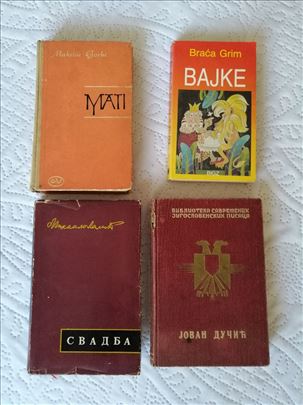 Maksim Gorki
MATI
Braća Grim
BAJKE
СВАДБА
БИБЛИОТЕКА САВРЕМЕНИХ
ЈУГОСЛОВЕНСКИХ ПИСАЦА
ЈОВАН ДУЧИЋ